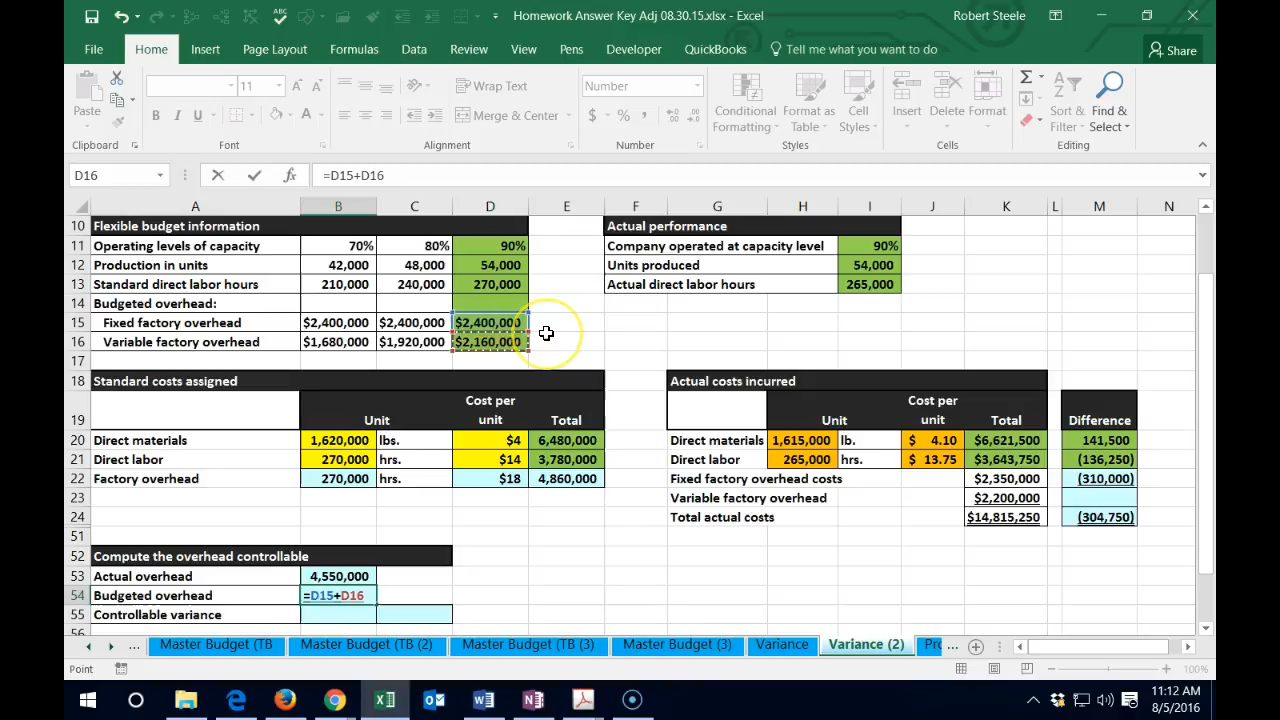 ABC
Homework Answer Key Adj 08.30.15.xlsx - Excel
Robert Steele
File Home Insert Page Layout Formulas Data Review View Pens Developer QuickBooks Tell me what you want to do Share
Paste
11
B I U
Wrap Text
Merge & Center
Number
$ %
Conditional Formatting
Format as Table
Cell Styles
Insert Delete Format
Sort & Filter
Find & Select
Clipboard Font Alignment Number Styles Cells Editing
D16 fx =D15+D16
A B C D E F G H I J K L M N
10 Flexible budget information Actual performance
11 Operating levels of capacity 70% 80% 90% Company operated at capacity level 90%
12 Production in units 42,000 48,000 54,000 Units produced 54,000
13 Standard direct labor hours 210,000 240,000 270,000 Actual direct labor hours 265,000
14 Budgeted overhead:
15 Fixed factory overhead $2,400,000 $2,400,000 $2,400,000
16 Variable factory overhead $1,680,000 $1,920,000 $2,160,000
17
18 Standard costs assigned Actual costs incurred
Cost per Cost per
19 Unit unit Total Unit unit Total Difference
20 Direct materials 1,620,000 lbs. $4 6,480,000 Direct materials 1,615,000 lb. $ 4.10 $6,621,500 141,500
21 Direct labor 270,000 hrs. $14 3,780,000 Direct labor 265,000 hrs. $ 13.75 $3,643,750 (136,250)
22 Factory overhead 270,000 hrs. $18 4,860,000 Fixed factory overhead costs $2,350,000 (310,000)
23 Variable factory overhead $2,200,000
24 Total actual costs $14,815,250 (304,750)
51
52 Compute the overhead controllable
53 Actual overhead 4,550,000
54 Budgeted overhead =D15+D16
55 Controllable variance
56
... Master Budget (TB Master Budget (TB (2) Master Budget (TB (3) Master Budget (3) Variance Variance (2) Pr ...
Point 100%
11:12 AM
8/5/2016